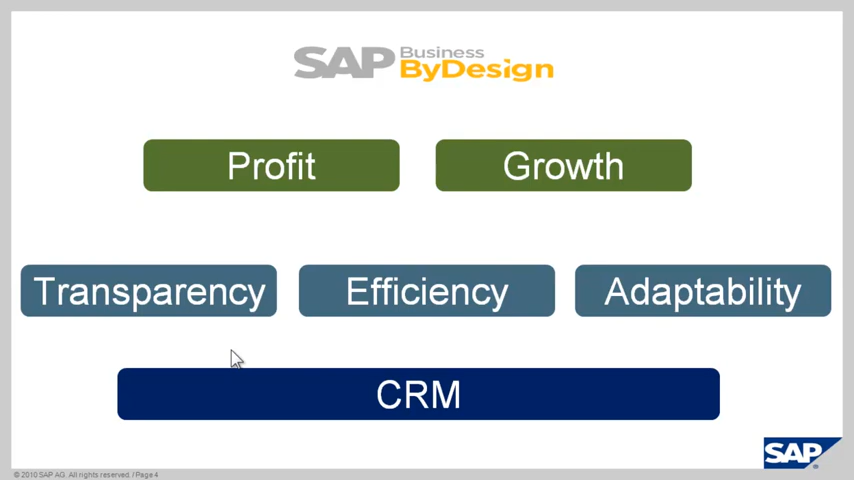 SAP Business ByDesign
Profit Growth
Transparency Efficiency Adaptability
CRM
SAP
© 2010 SAP AG. All rights reserved. / Page 4